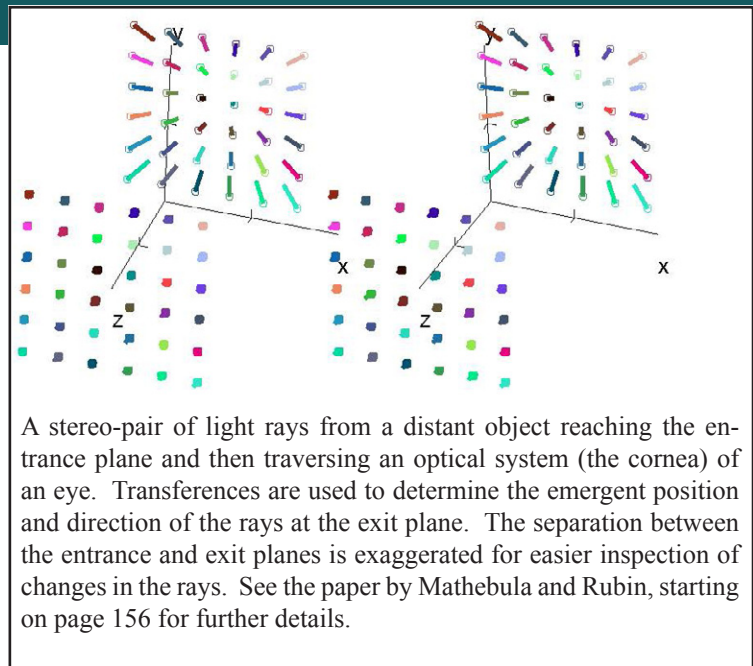 y y
x x
z z
A stereo-pair of light rays from a distant object reaching the en-
trance plane and then traversing an optical system (the cornea) of
an eye. Transferences are used to determine the emergent position
and direction of the rays at the exit plane. The separation between
the entrance and exit planes is exaggerated for easier inspection of
changes in the rays. See the paper by Mathebula and Rubin, starting
on page 156 for further details.